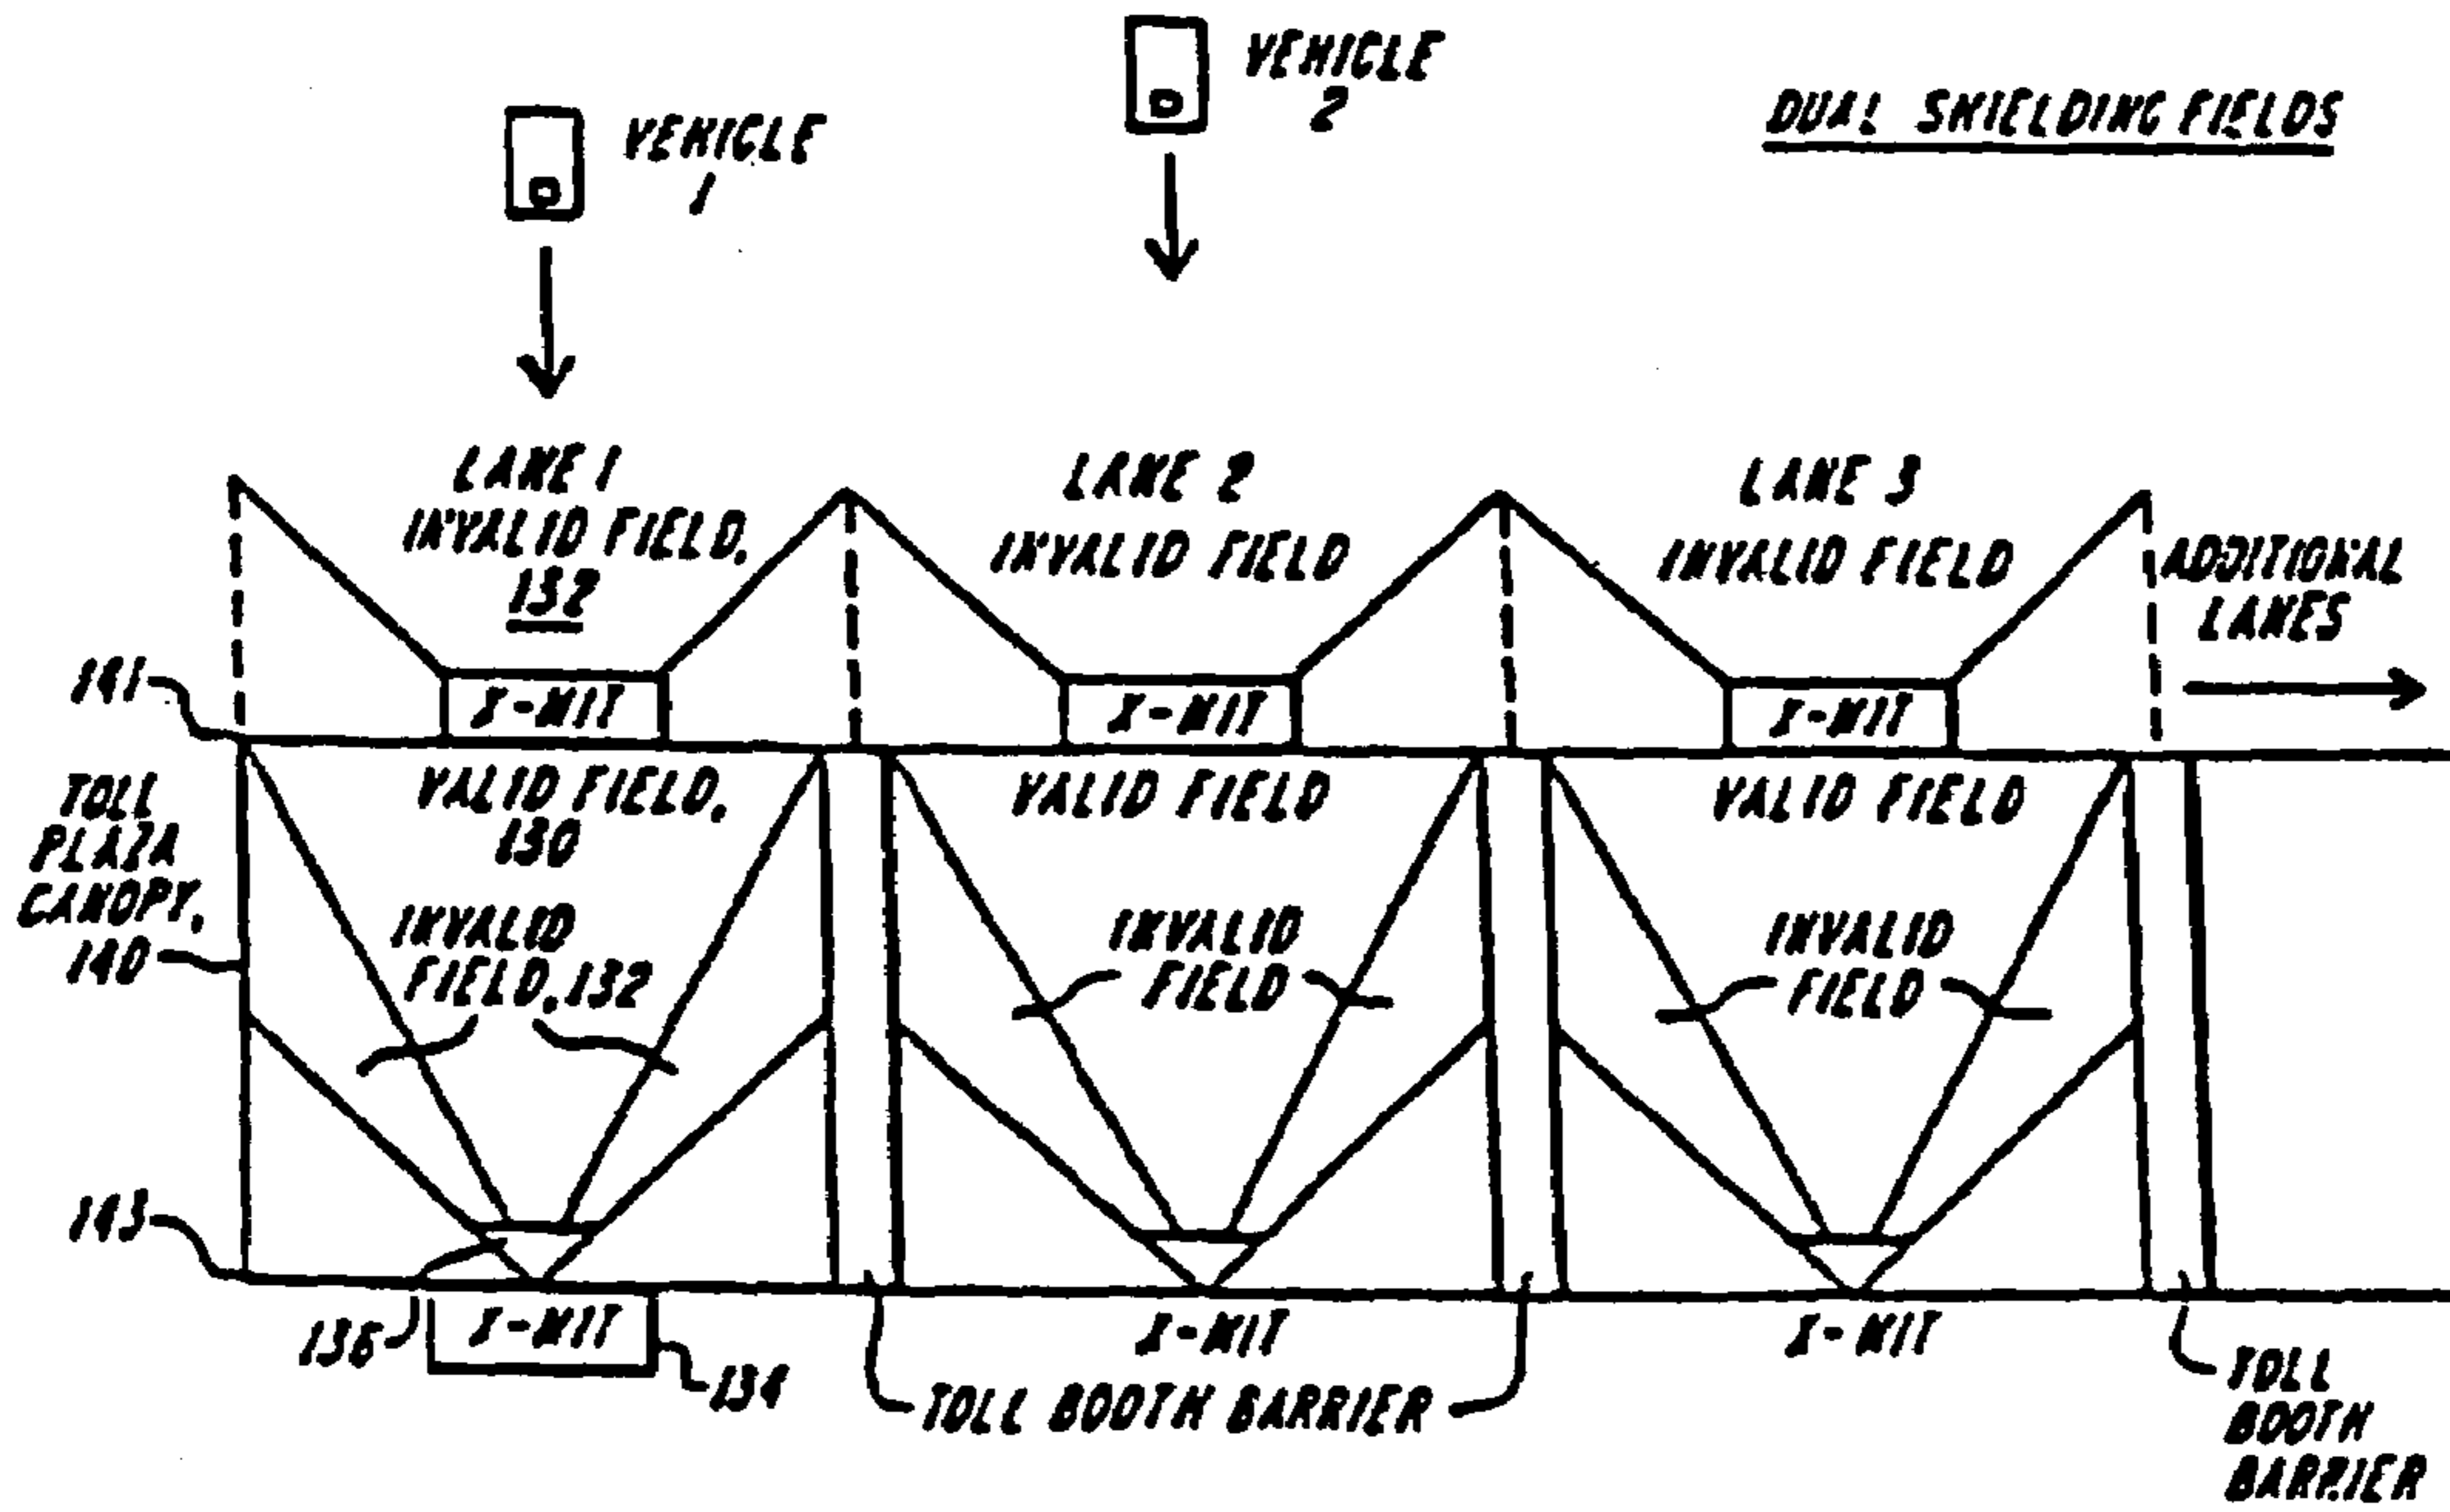 VEHICLE
1
VEHICLE
2
DUAL SHIELDING FIELDS
LANE 1
INVALID FIELD,
132
LANE 2
INVALID FIELD
LANE 3
INVALID FIELD
ADDITIONAL
LANES
141
X-MIT
X-MIT
X-MIT
TOLL
PLAZA
CANOPY,
140
VALID FIELD,
130
VALID FIELD
VALID FIELD
INVALID
FIELD, 132
INVALID
FIELD
INVALID
FIELD
143
136
X-MIT
134
X-MIT
X-MIT
TOLL BOOTH BARRIER
TOLL
BOOTH
BARRIER